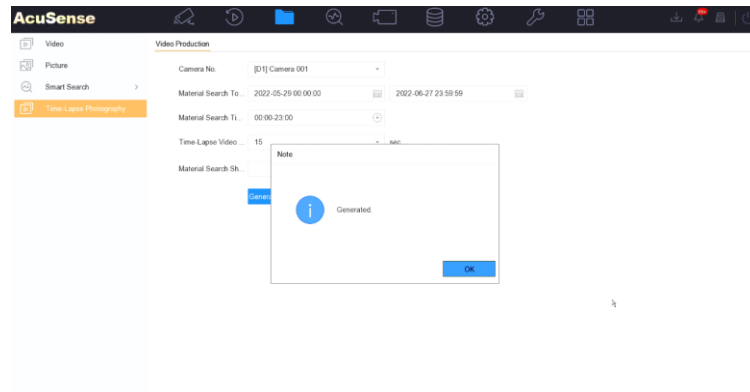 AcuSense
Video
Picture
Smart Search
Time-Lapse Photography
Video Production
Camera No. [D1] Camera 001
Material Search To... 2022-05-29 00:00:00 2022-06-27 23:59:59
Material Search Ti... 00:00-23:00
Time-Lapse Video ... 15 sec
Material Search Sh...
Note
Generated.
OK